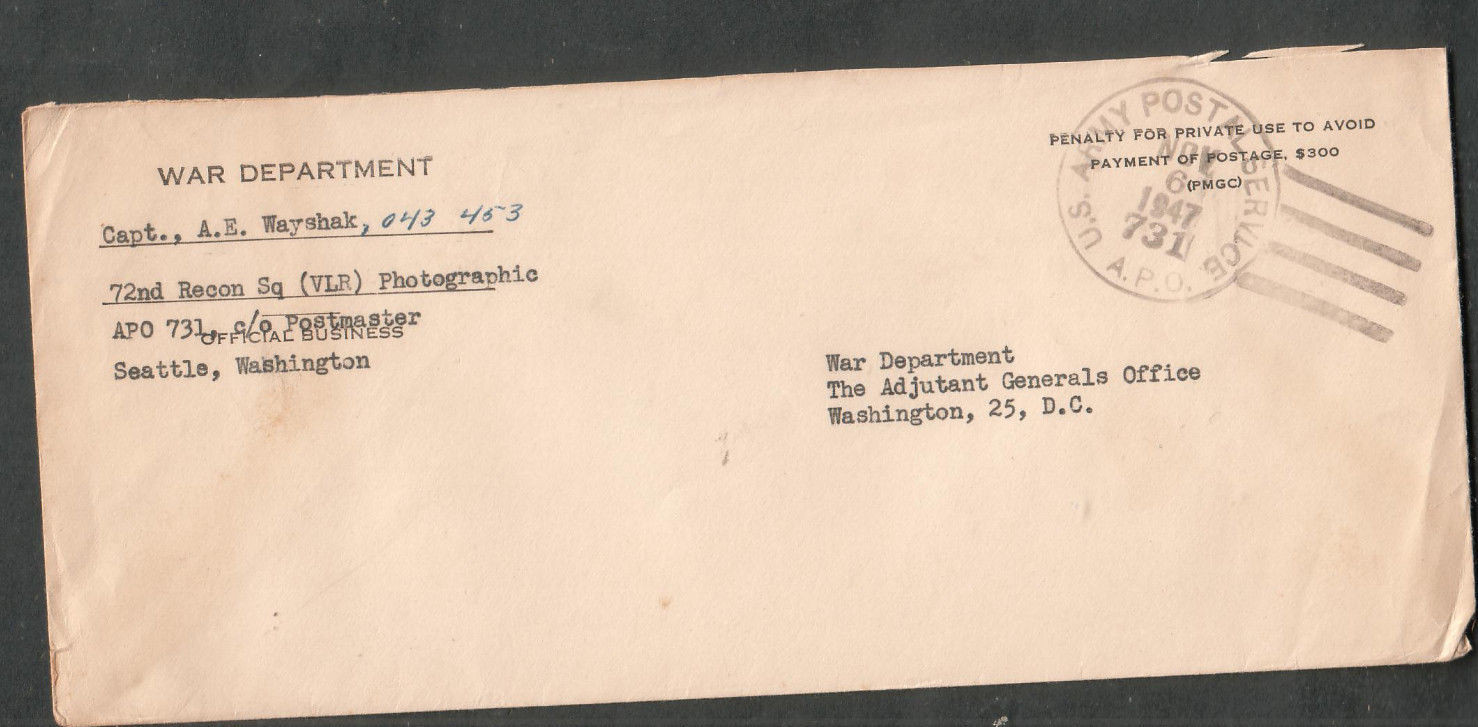 WAR DEPARTMENT
Capt., A.E. Wayshak, 043 453
72nd Recon Sq (VLR) Photographic
APO 731, c/o Postmaster
OFFICIAL BUSINESS
Seattle, Washington
PENALTY FOR PRIVATE USE TO AVOID
PAYMENT OF POSTAGE, $300
(PMGC)
U.S. ARMY POSTAL SERVICE
NOV
6
1947
731
A.P.O.
War Department
The Adjutant Generals Office
Washington, 25, D.C.